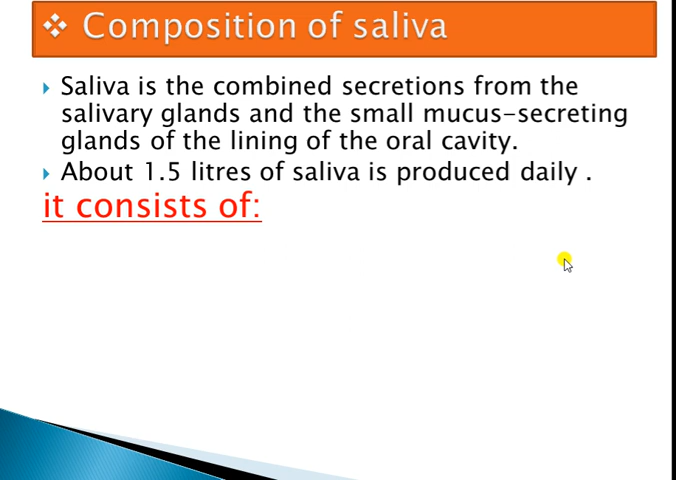 Composition of saliva
Saliva is the combined secretions from the
salivary glands and the small mucus-secreting
glands of the lining of the oral cavity.
About 1.5 litres of saliva is produced daily .
it consists of: